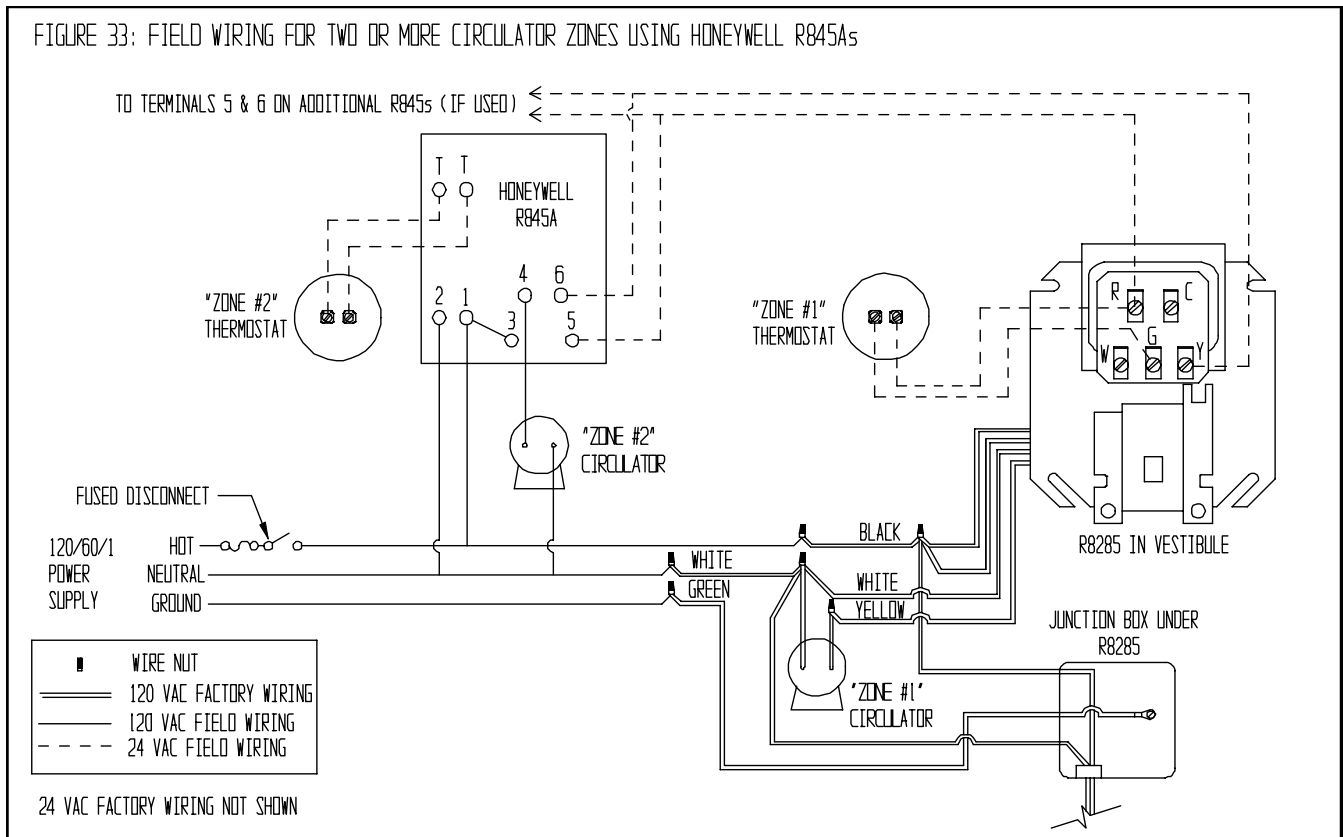 FIGURE 33: FIELD WIRING FOR TWO OR MORE CIRCULATOR ZONES USING HONEYWELL R845As
TO TERMINALS 5 & 6 ON ADDITIONAL R845s (IF USED)
T T
HONEYWELL
R845A
4 6
2 1
3 5
"ZONE #2"
THERMOSTAT
"ZONE #1"
THERMOSTAT
R C
G
W Y
"ZONE #2"
CIRCULATOR
FUSED DISCONNECT
120/60/1
POWER
SUPPLY
HOT
NEUTRAL
GROUND
BLACK
WHITE
GREEN
WHITE
YELLOW
R8285 IN VESTIBULE
JUNCTION BOX UNDER
R8285
"ZONE #1"
CIRCULATOR
WIRE NUT
120 VAC FACTORY WIRING
120 VAC FIELD WIRING
24 VAC FIELD WIRING
24 VAC FACTORY WIRING NOT SHOWN